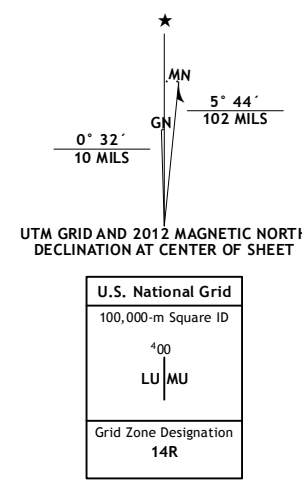 ★
MN
5° 44´
102 MILS
GN
0° 32´
10 MILS
UTM GRID AND 2012 MAGNETIC NORTH
DECLINATION AT CENTER OF SHEET
U.S. National Grid
100,000-m Square ID
⁴00
LU MU
Grid Zone Designation
14R